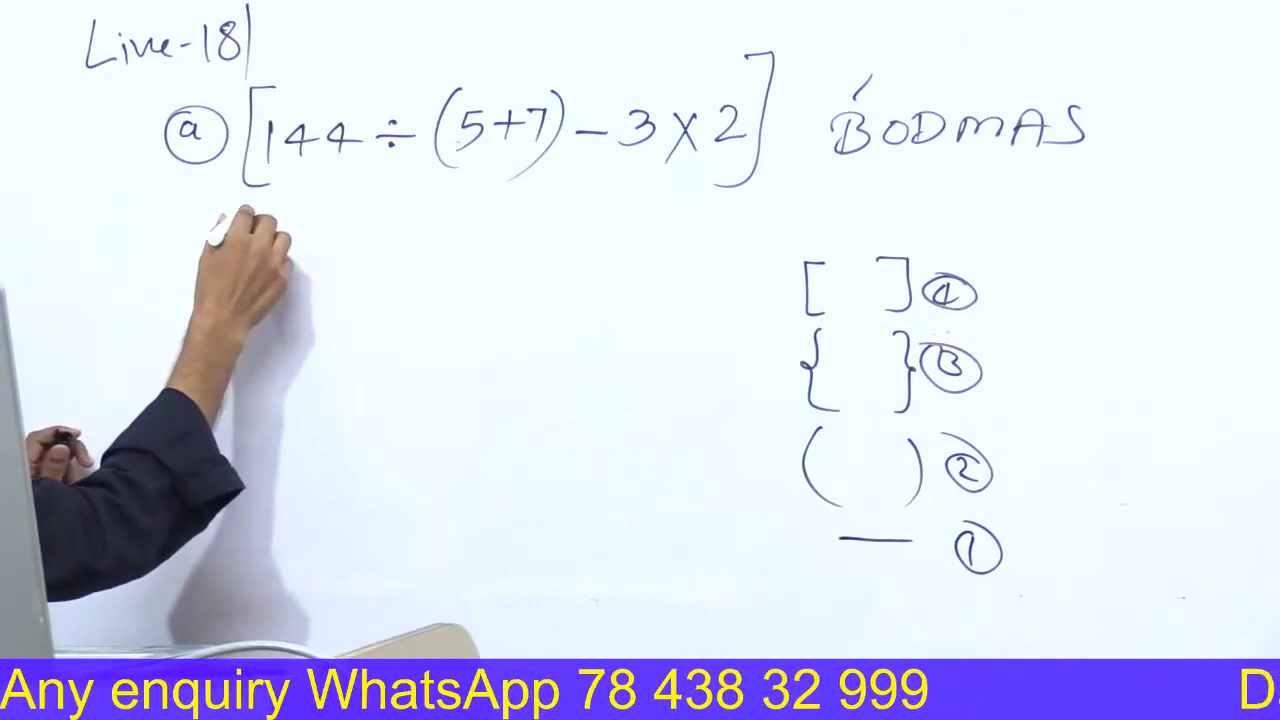 Live-18
(a) [144 ÷ (5+7) - 3 × 2] BODMAS
[ ] 4
{ } 3
( ) 2
— 1
Any enquiry WhatsApp 78 438 32 999 D